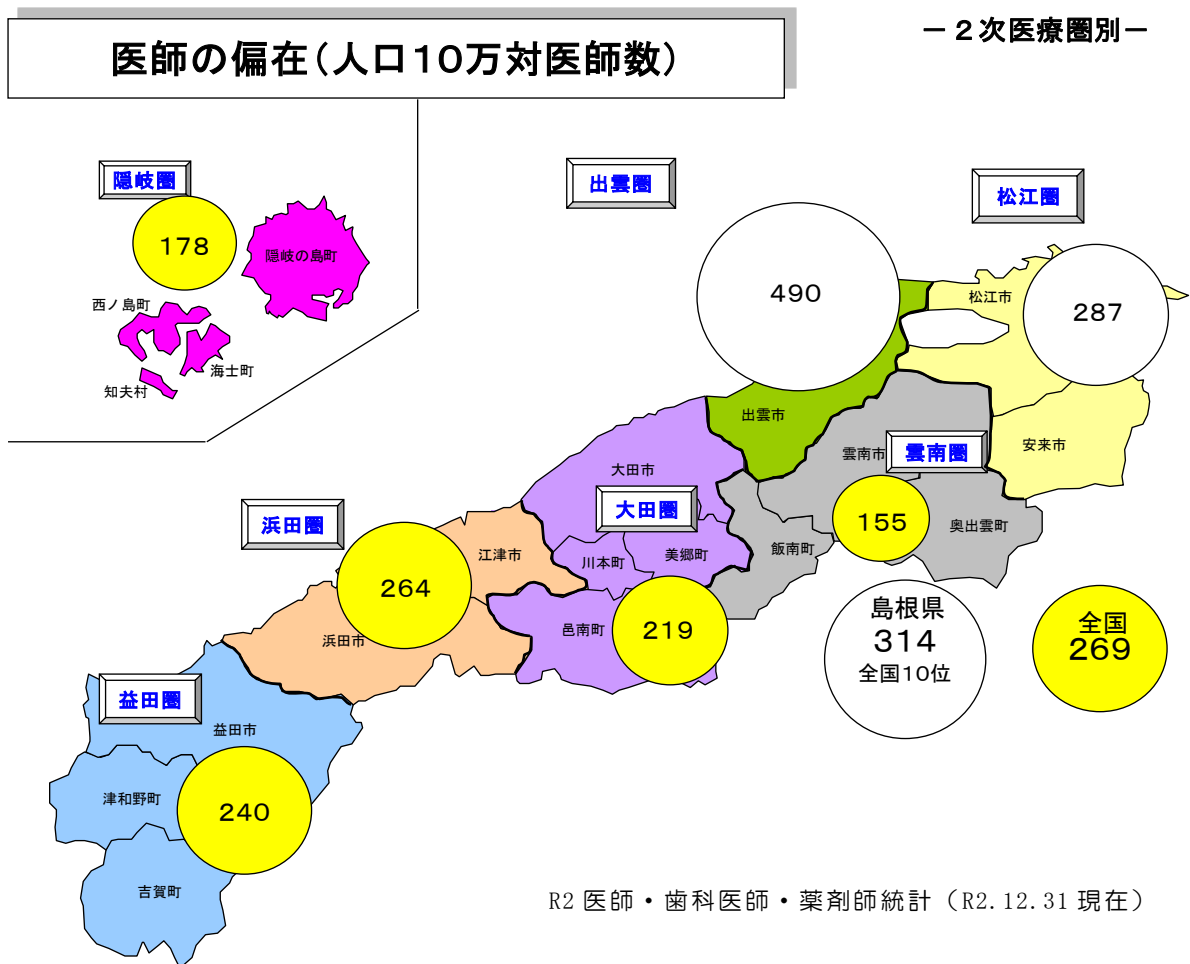 医師の偏在(人口10万対医師数)
－２次医療圏別－
隠岐圏
178
隠岐の島町
西ノ島町
海士町
知夫村
出雲圏
490
出雲市
松江圏
松江市
287
安来市
雲南圏
雲南市
155
奥出雲町
飯南町
大田市
大田圏
川本町
美郷町
邑南町
219
浜田圏
264
江津市
浜田市
益田圏
益田市
津和野町
240
吉賀町
島根県
314
全国10位
全国
269
R2 医師・歯科医師・薬剤師統計（R2.12.31 現在）